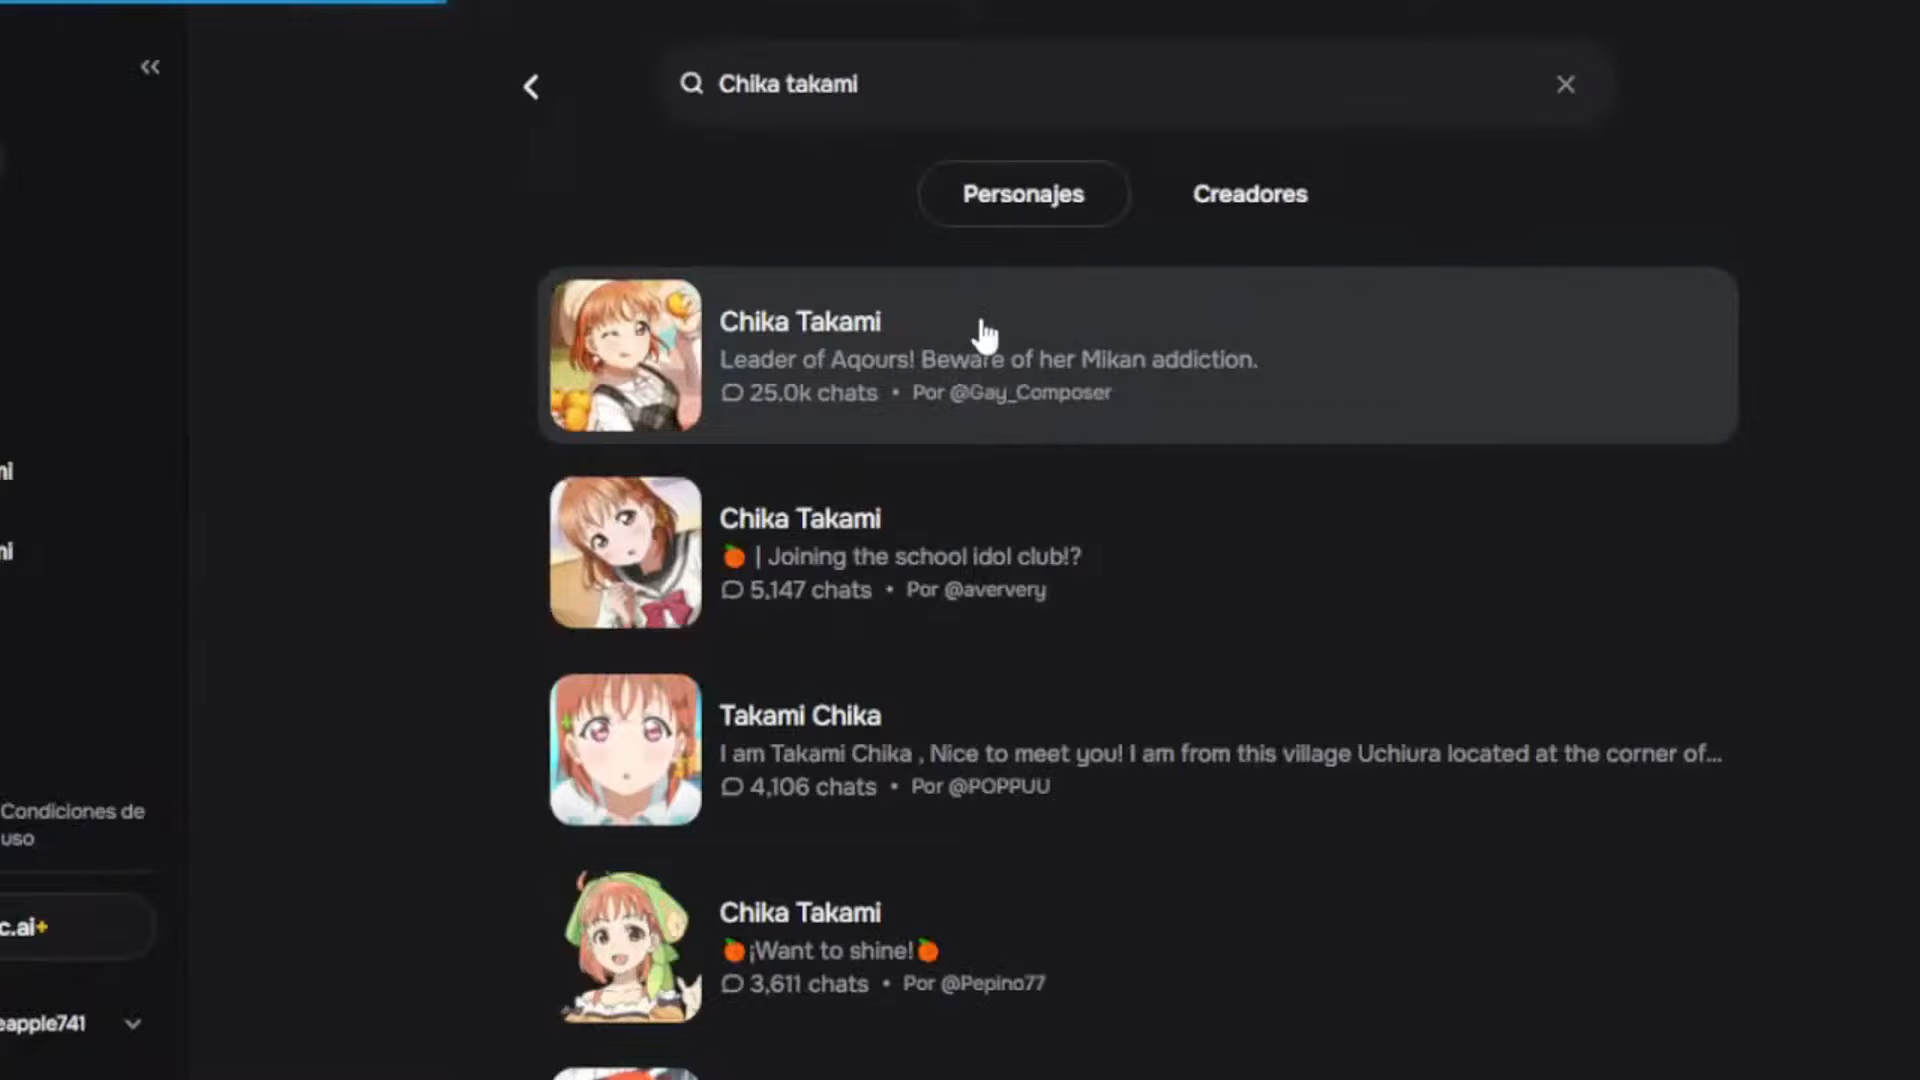 Chika takami
Personajes
Creadores
Chika Takami
Leader of Aqours! Beware of her Mikan addiction.
25.0k chats • Por @Gay_Composer
Chika Takami
🍊 | Joining the school idol club!?
5,147 chats • Por @aververy
Takami Chika
I am Takami Chika , Nice to meet you! I am from this village Uchiura located at the corner of...
4,106 chats • Por @POPPUU
Chika Takami
🍊¡Want to shine!🍊
3,611 chats • Por @Pepino77
mi
mi
Condiciones de
uso
c.ai+
eapple741